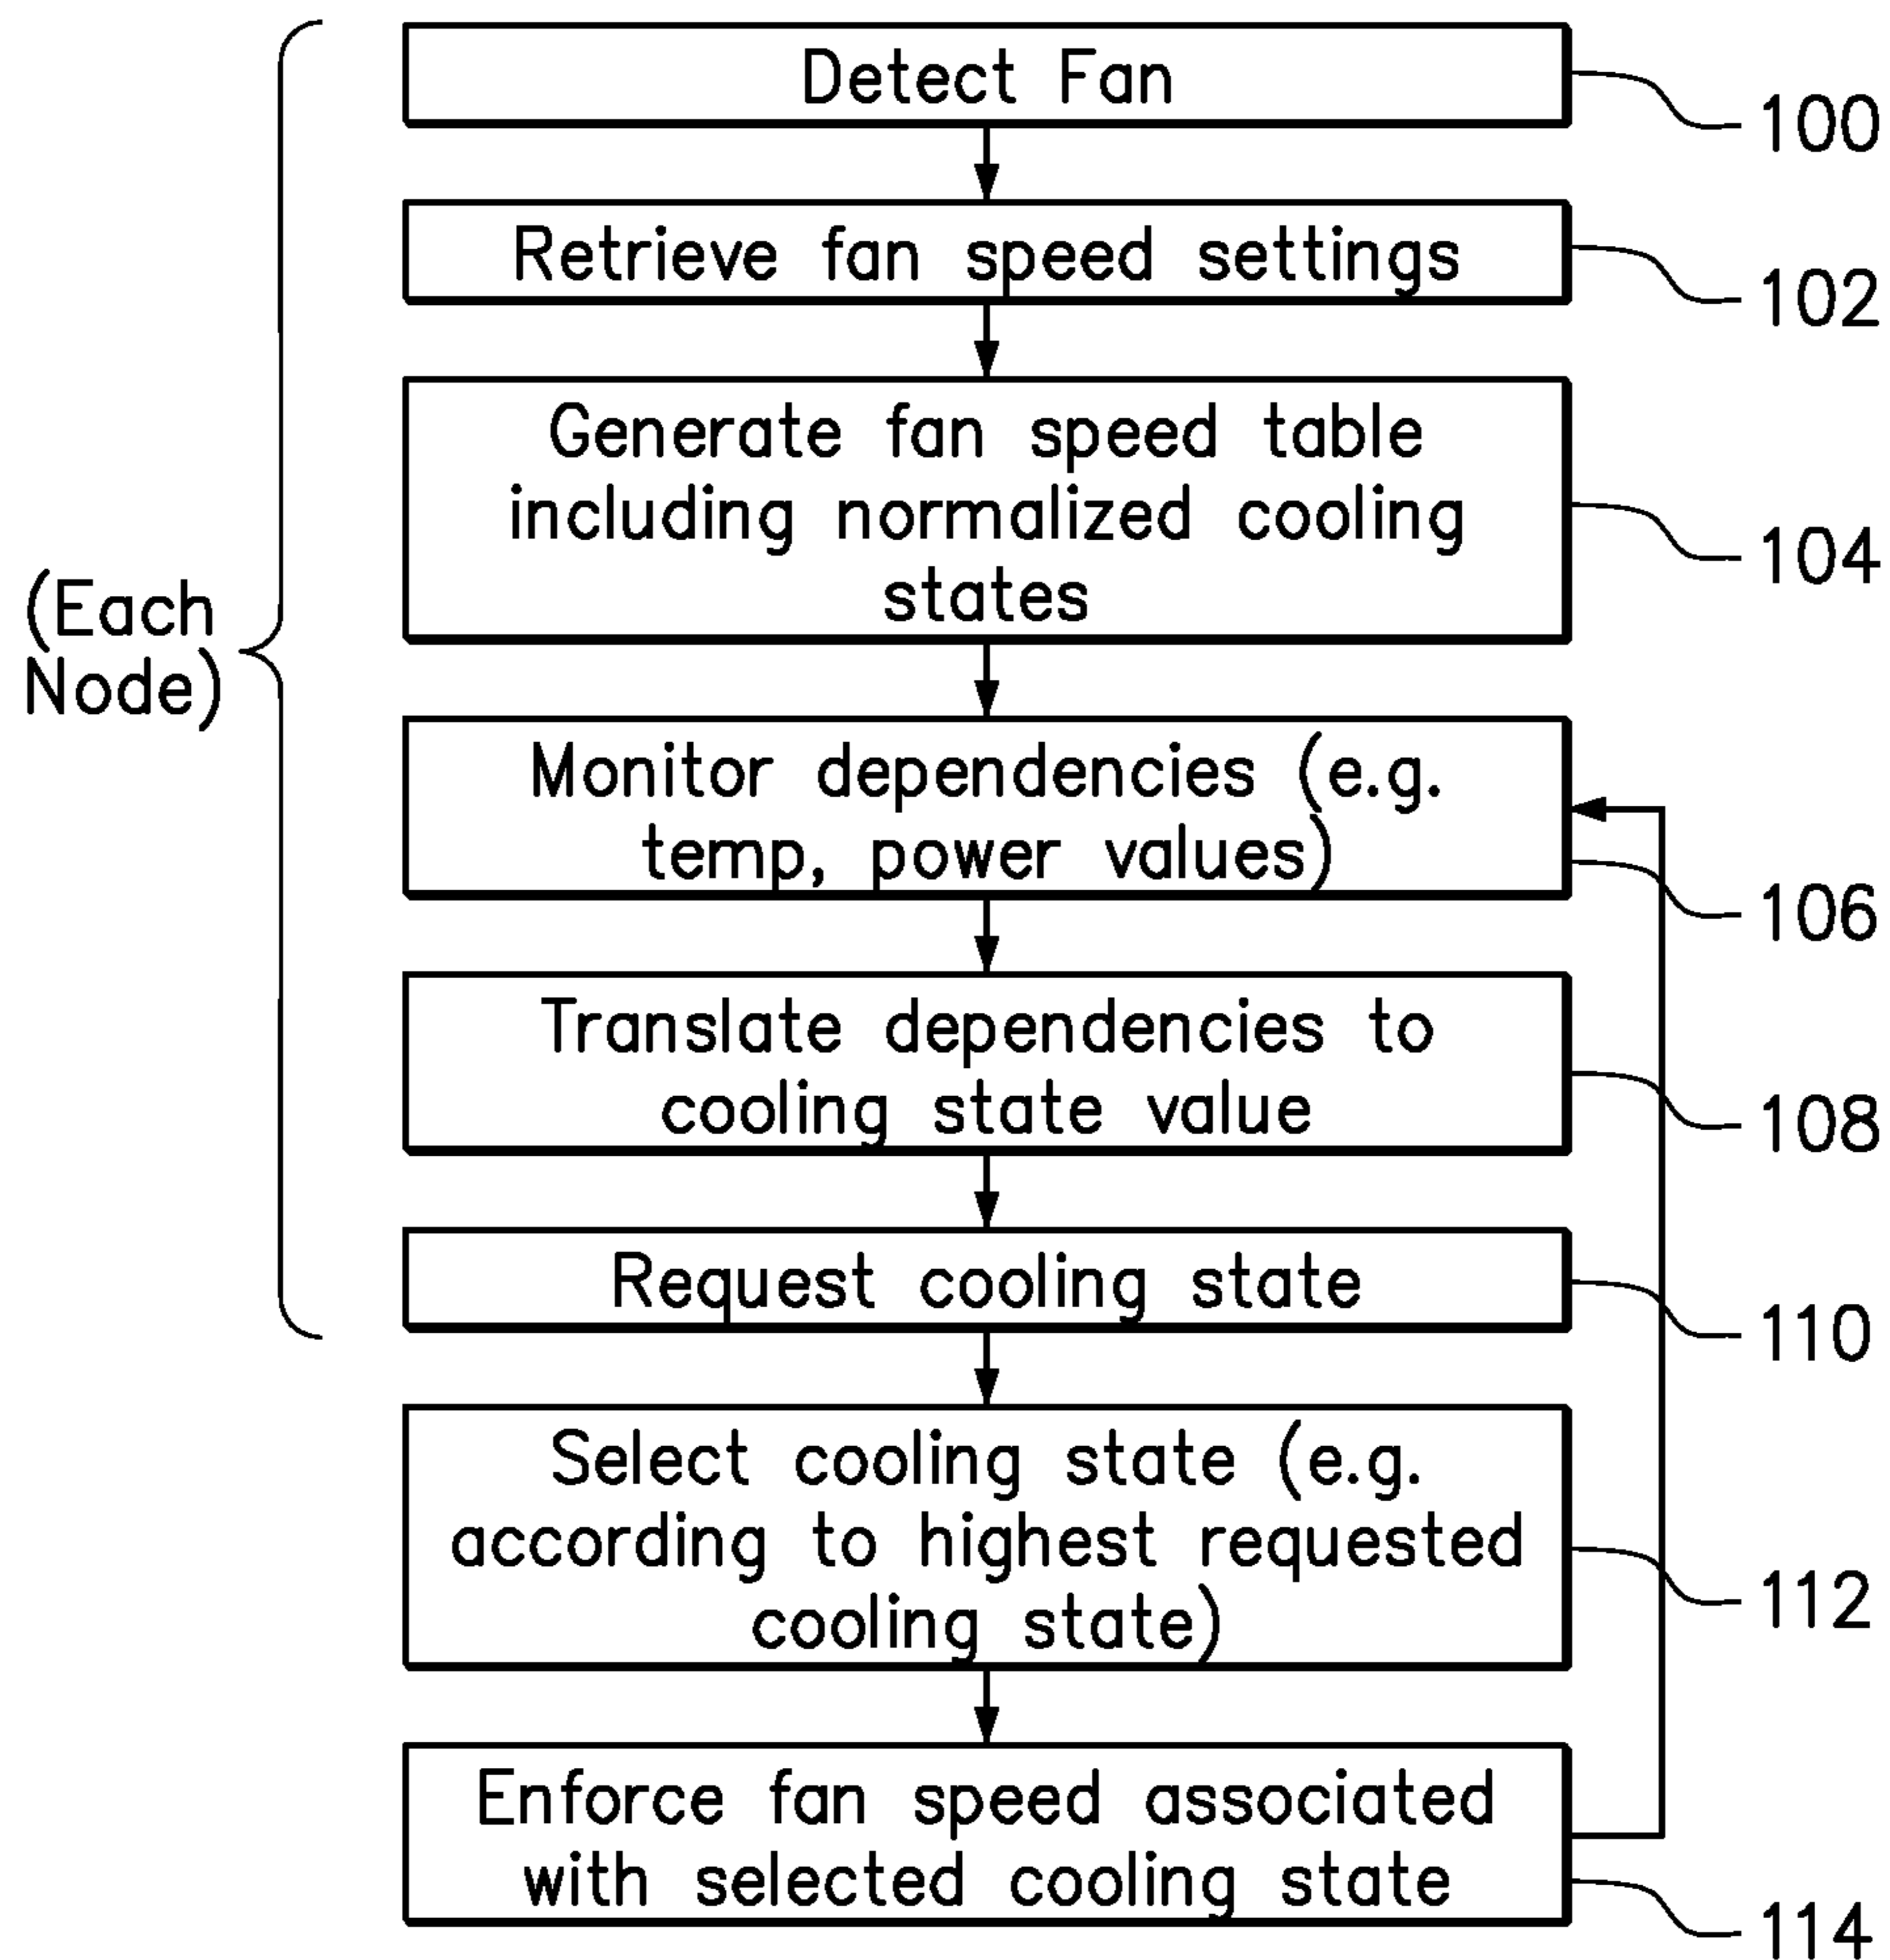 Detect Fan
100
Retrieve fan speed settings
102
Generate fan speed table
including normalized cooling
states
104
(Each
Node)
Monitor dependencies (e.g.
temp, power values)
106
Translate dependencies to
cooling state value
108
Request cooling state
110
Select cooling state (e.g.
according to highest requested
cooling state)
112
Enforce fan speed associated
with selected cooling state
114